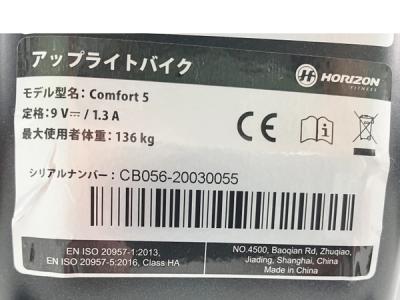 アップライトバイク
HORIZON
FITNESS
モデル型名：Comfort 5
定格：9 V⎓ / 1.3 A
最大使用者体重：136 kg
シリアルナンバー： CB056-20030055
EN ISO 20957-1:2013,
EN ISO 20957-5:2016, Class HA
NO.4500, Baoqian Rd, Zhuqiao,
Jiading, Shanghai, China
Made in China